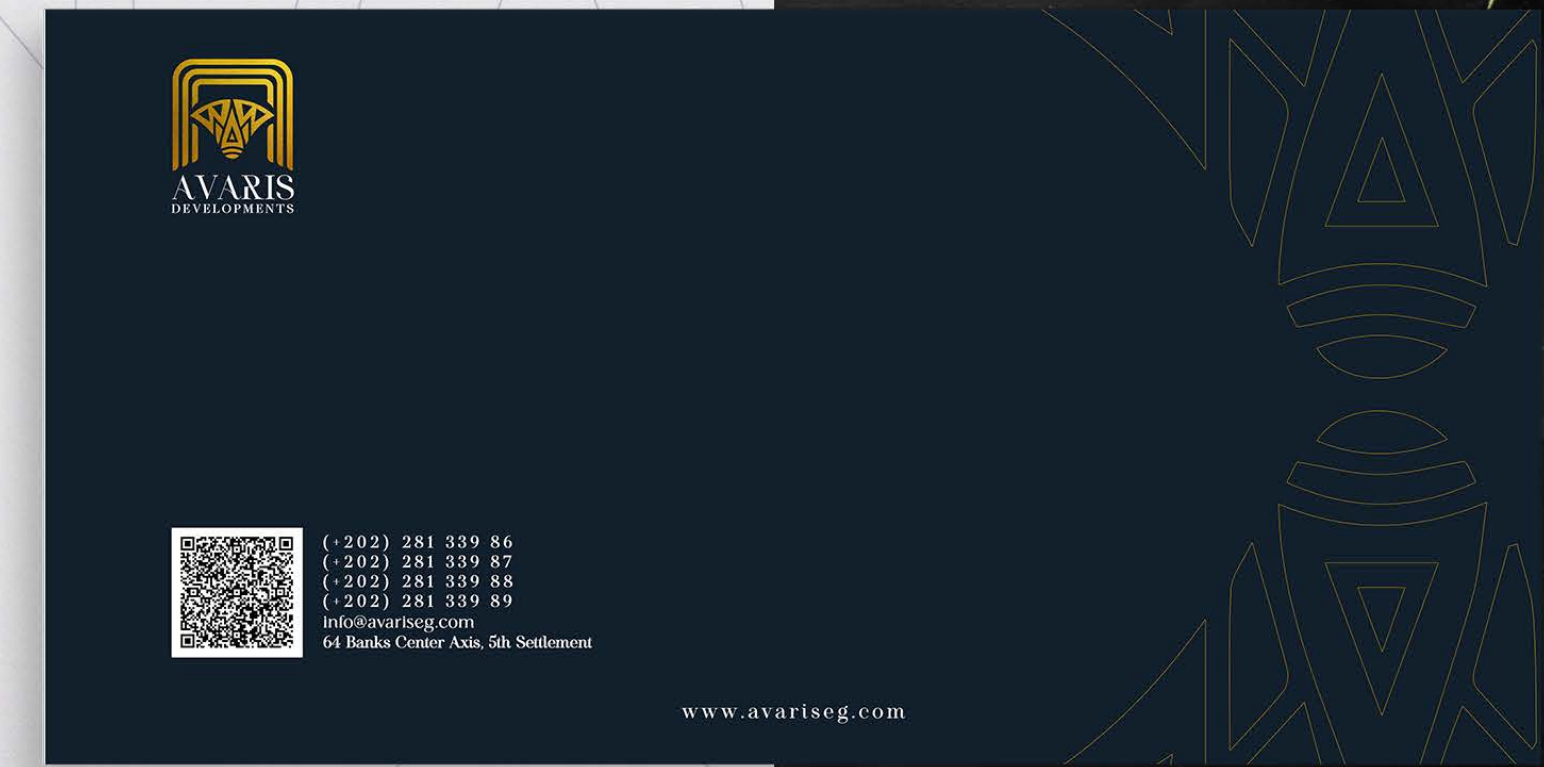 AVARIS
DEVELOPMENTS
(+202) 281 339 86
(+202) 281 339 87
(+202) 281 339 88
(+202) 281 339 89
info@avariseg.com
64 Banks Center Axis, 5th Settlement
www.avariseg.com